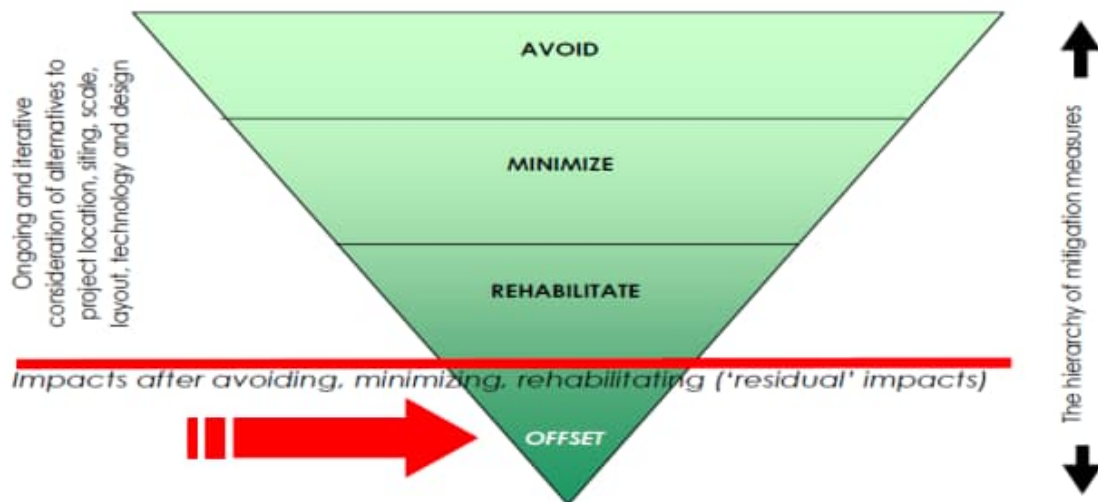 AVOID
MINIMIZE
REHABILITATE
Ongoing and iterative
consideration of alternatives to
project location, siting, scale,
layout, technology and design
Impacts after avoiding, minimizing, rehabilitating (‘residual’ impacts)
OFFSET
The hierarchy of mitigation measures